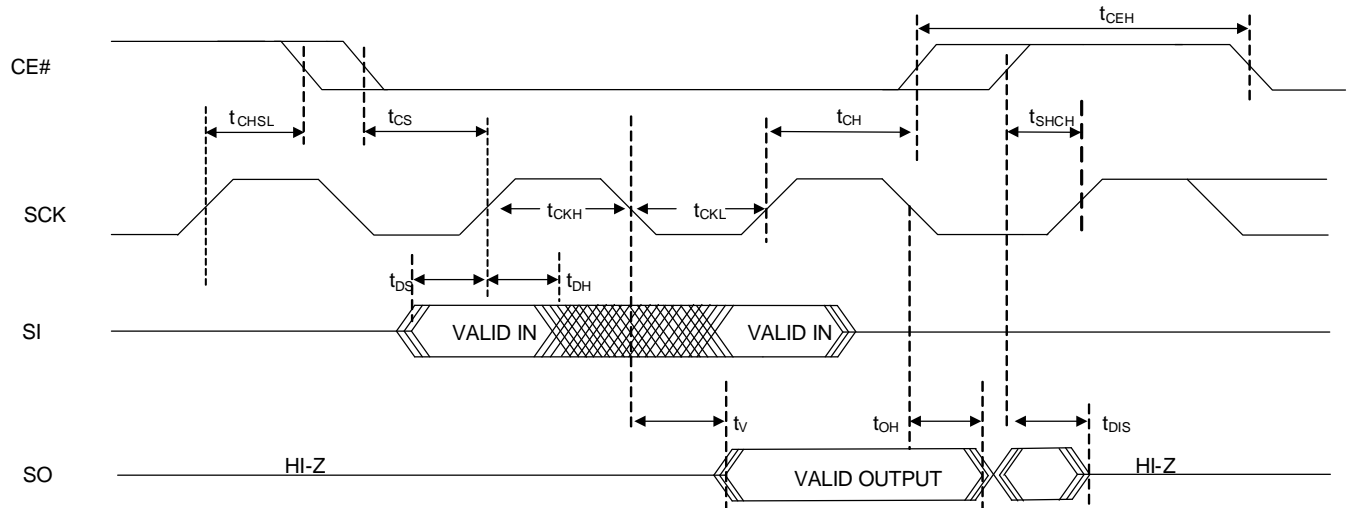 tCEH
CE#
tCHSL
tCS
tCH
tSHCH
SCK
tCKH
tCKL
tDS
tDH
SI
VALID IN
VALID IN
tV
tOH
tDIS
SO
HI-Z
VALID OUTPUT
HI-Z